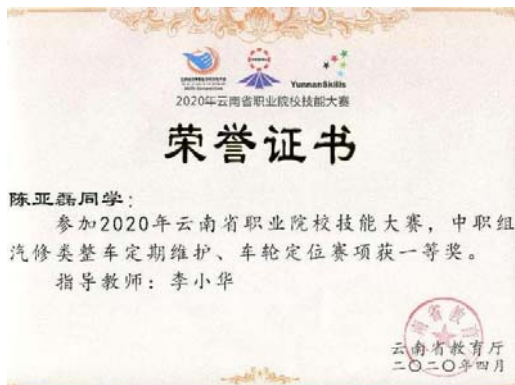 YunnanSkills
2020年云南省职业院校技能大赛
荣誉证书
陈亚磊同学：
参加2020年云南省职业院校技能大赛，中职组
汽修类整车定期维护、车轮定位赛项获一等奖。
指导教师：李小华
云南省教育厅
二〇二〇年四月